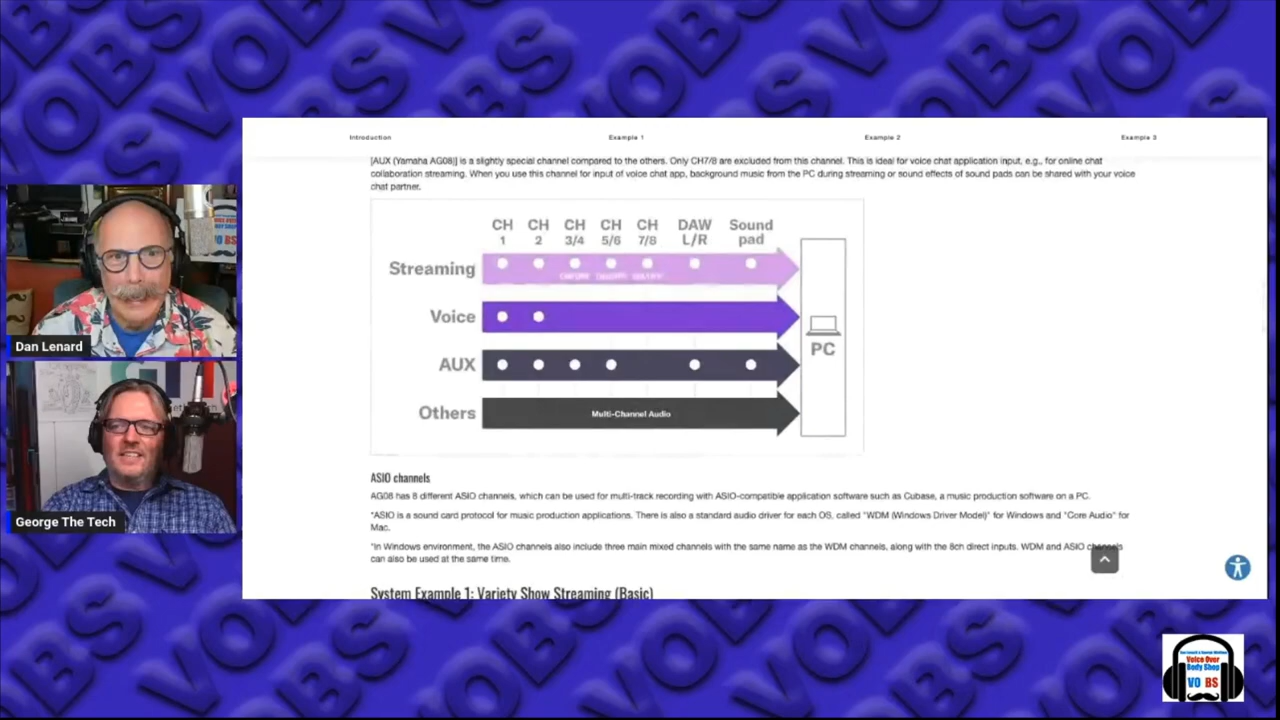 Introduction
Example 1
Example 2
Example 3
[AUX (Yamaha AG08)] is a slightly special channel compared to the others. Only CH7/8 are excluded from this channel. This is ideal for voice chat application input, e.g., for online chat
collaboration streaming. When you use this channel for input of voice chat app, background music from the PC during streaming or sound effects of sound pads can be shared with your voice
chat partner.
CH 1
CH 2
CH 3/4
CH 5/6
CH 7/8
DAW L/R
Sound pad
Streaming
Voice
AUX
Others
Multi-Channel Audio
PC
ASIO channels
AG08 has 8 different ASIO channels, which can be used for multi-track recording with ASIO-compatible application software such as Cubase, a music production software on a PC.
*ASIO is a sound card protocol for music production applications. There is also a standard audio driver for each OS, called "WDM (Windows Driver Model)" for Windows and "Core Audio" for
Mac.
*In Windows environment, the ASIO channels also include three main mixed channels with the same name as the WDM channels, along with the 8ch direct inputs. WDM and ASIO channels
can also be used at the same time.
System Example 1: Variety Show Streaming (Basic)
Dan Lenard
George The Tech
Voice Over
Body Shop
VO BS
VOBS